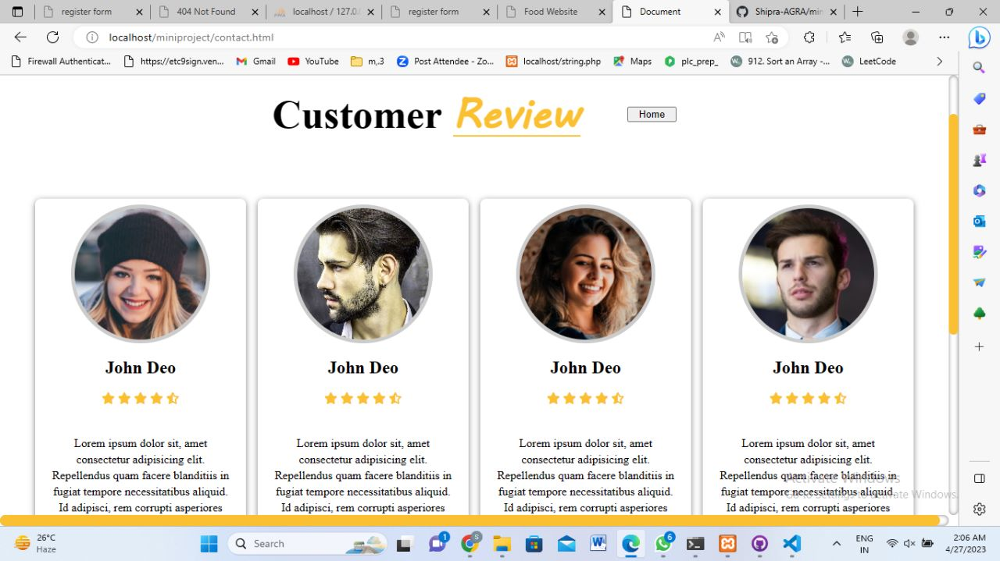 register form
404 Not Found
localhost / 127.0.
register form
Food Website
Document
Shipra-AGRA/min
localhost/miniproject/contact.html
Firewall Authenticat...
https://etc9sign.ven...
Gmail
YouTube
m,3
Post Attendee - Zo...
localhost/string.php
Maps
plc_prep_
912. Sort an Array -...
LeetCode
Customer Review
Home
John Deo
Lorem ipsum dolor sit, amet
consectetur adipisicing elit.
Repellendus quam facere blanditiis in
fugiat tempore necessitatibus aliquid.
Id adipisci, rem corrupti asperiores
John Deo
Lorem ipsum dolor sit, amet
consectetur adipisicing elit.
Repellendus quam facere blanditiis in
fugiat tempore necessitatibus aliquid.
Id adipisci, rem corrupti asperiores
John Deo
Lorem ipsum dolor sit, amet
consectetur adipisicing elit.
Repellendus quam facere blanditiis in
fugiat tempore necessitatibus aliquid.
Id adipisci, rem corrupti asperiores
John Deo
Lorem ipsum dolor sit, amet
consectetur adipisicing elit.
Repellendus quam facere blanditiis in
fugiat tempore necessitatibus aliquid.
Id adipisci, rem corrupti asperiores
Activate Windows
Go to Settings to activate Windows.
26°C
Haze
Search
1
S
6
ENG
IN
2:06 AM
4/27/2023